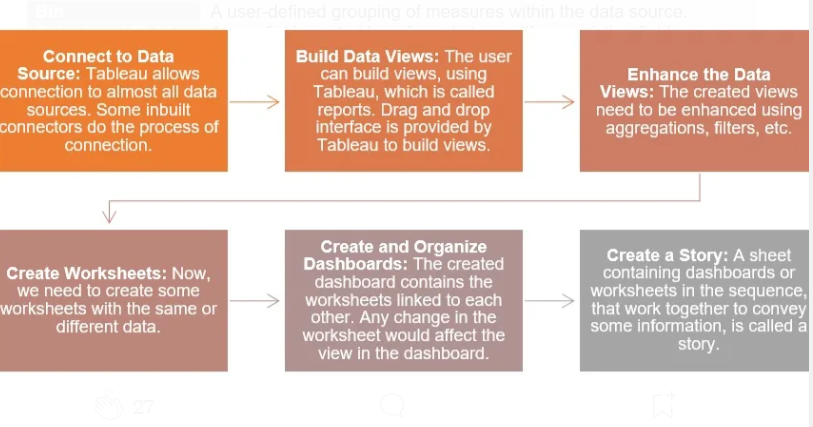 Bin
A user-defined grouping of measures within the data source.
Connect to Data
Source: Tableau allows
connection to almost all data
sources. Some inbuilt
connectors do the process of
connection.
Build Data Views: The user
can build views, using
Tableau, which is called
reports. Drag and drop
interface is provided by
Tableau to build views.
Enhance the Data
Views: The created views
need to be enhanced using
aggregations, filters, etc.
Create Worksheets: Now,
we need to create some
worksheets with the same or
different data.
Create and Organize
Dashboards: The created
dashboard contains the
worksheets linked to each
other. Any change in the
worksheet would affect the
view in the dashboard.
Create a Story: A sheet
containing dashboards or
worksheets in the sequence,
that work together to convey
some information, is called a
story.
27